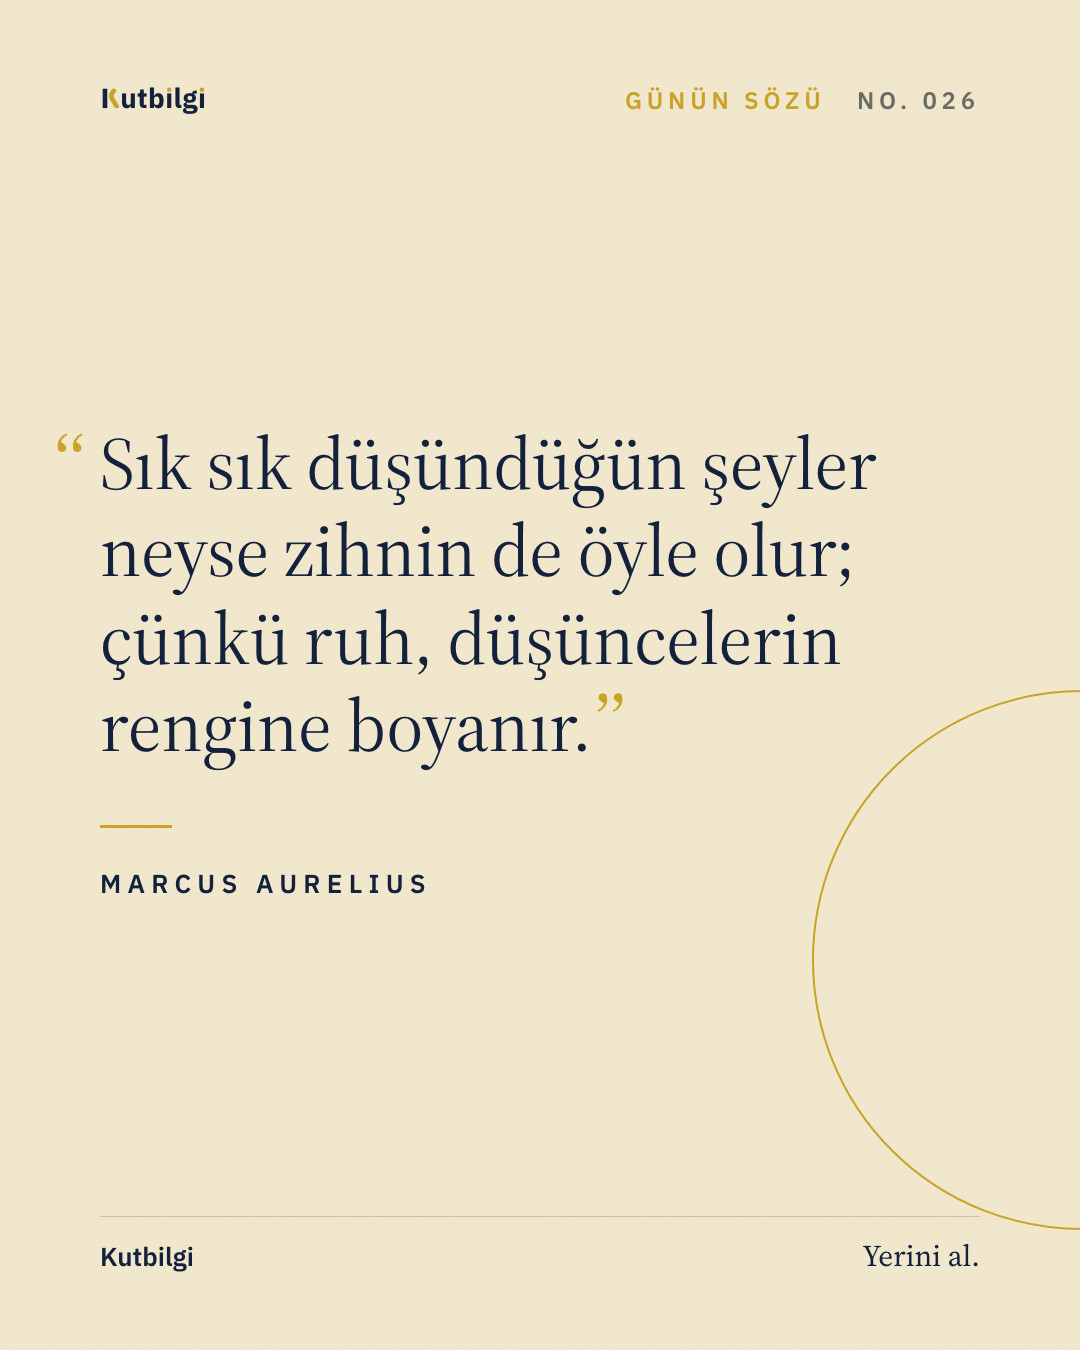 Kutbilgi
GÜNÜN SÖZÜ NO. 026
“Sık sık düşündüğün şeyler
neyse zihnin de öyle olur;
çünkü ruh, düşüncelerin
rengine boyanır.”
MARCUS AURELIUS
Kutbilgi
Yerini al.